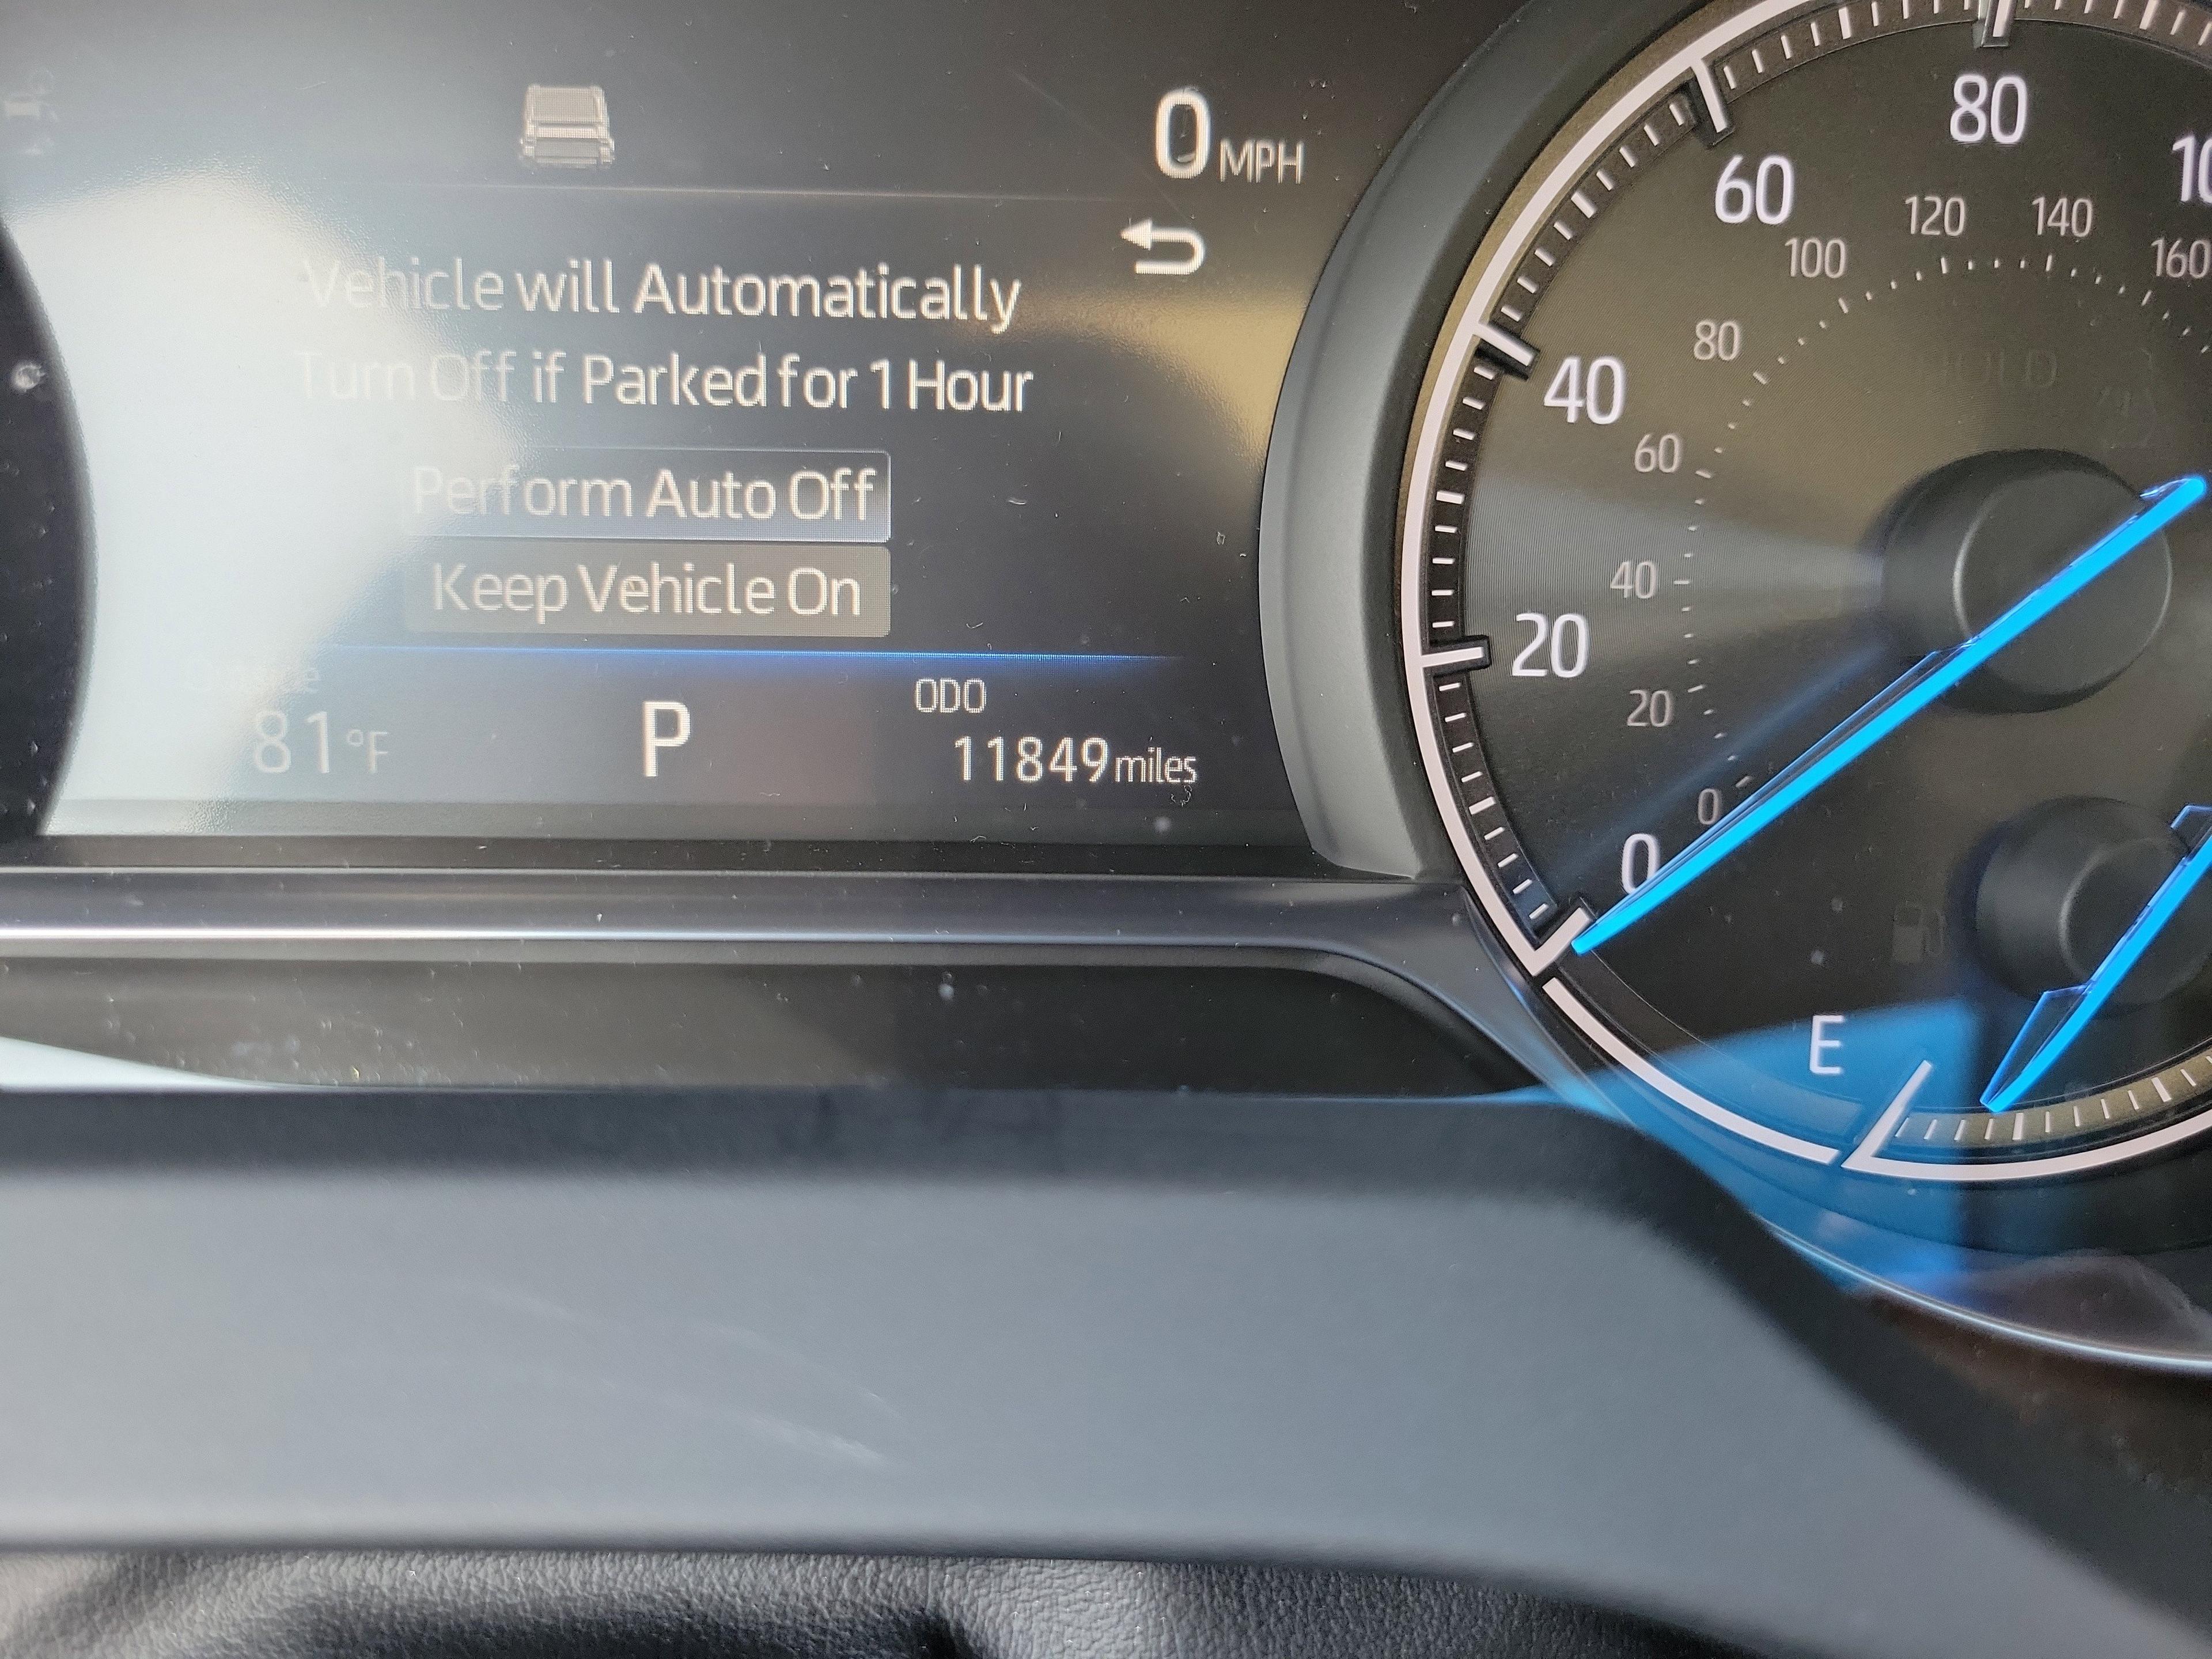 0 MPH
Vehicle will Automatically
Turn Off if Parked for 1 Hour
Perform Auto Off
Keep Vehicle On
81°F
P
ODO
11849 miles
80
60
40
20
0
140
120
100
80
60
40
20
0
160
E